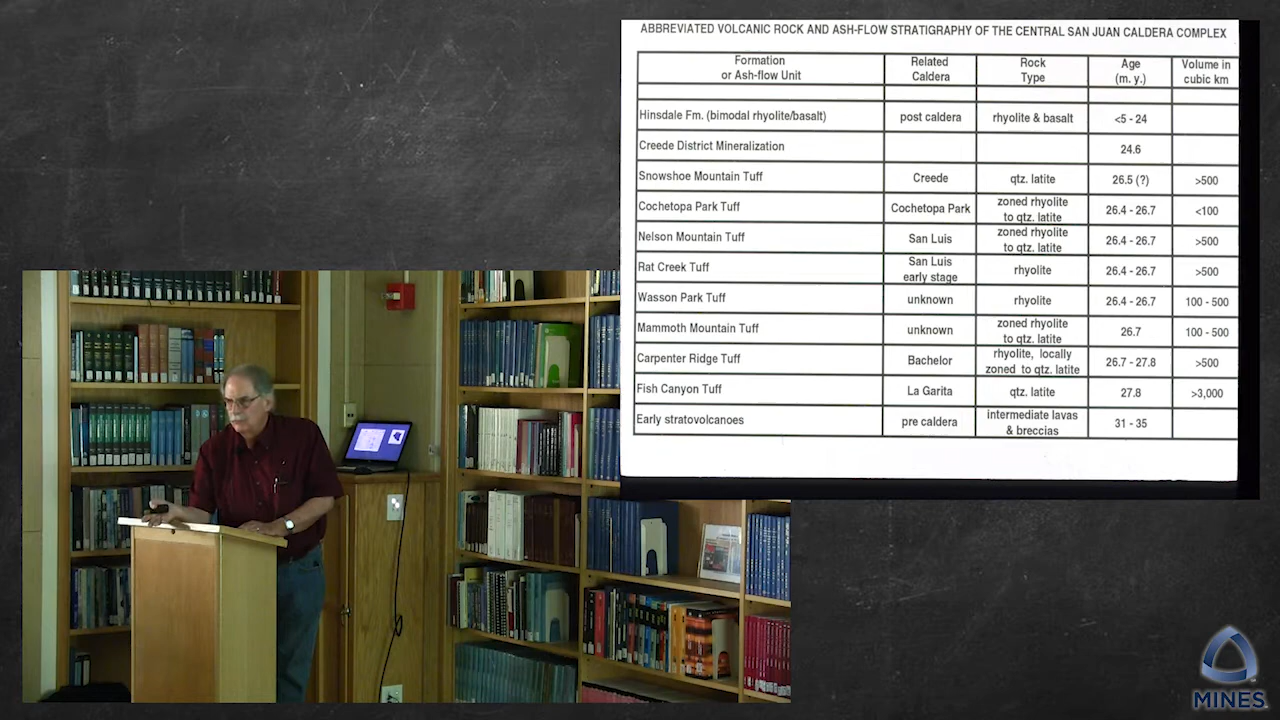 ABBREVIATED VOLCANIC ROCK AND ASH-FLOW STRATIGRAPHY OF THE CENTRAL SAN JUAN CALDERA COMPLEX
Formation or Ash-flow Unit Related Caldera Rock Type Age (m. y.) Volume in cubic km
Hinsdale Fm. (bimodal rhyolite/basalt) post caldera rhyolite & basalt <5 - 24
Creede District Mineralization 24.6
Snowshoe Mountain Tuff Creede qtz. latite 26.5 (?) >500
Cochetopa Park Tuff Cochetopa Park zoned rhyolite to qtz. latite 26.4 - 26.7 <100
Nelson Mountain Tuff San Luis zoned rhyolite to qtz. latite 26.4 - 26.7 >500
Rat Creek Tuff San Luis early stage rhyolite 26.4 - 26.7 >500
Wasson Park Tuff unknown rhyolite 26.4 - 26.7 100 - 500
Mammoth Mountain Tuff unknown zoned rhyolite to qtz. latite 26.7 100 - 500
Carpenter Ridge Tuff Bachelor rhyolite, locally zoned to qtz. latite 26.7 - 27.8 >500
Fish Canyon Tuff La Garita qtz. latite 27.8 >3,000
Early stratovolcanoes pre caldera intermediate lavas & breccias 31 - 35
MINES